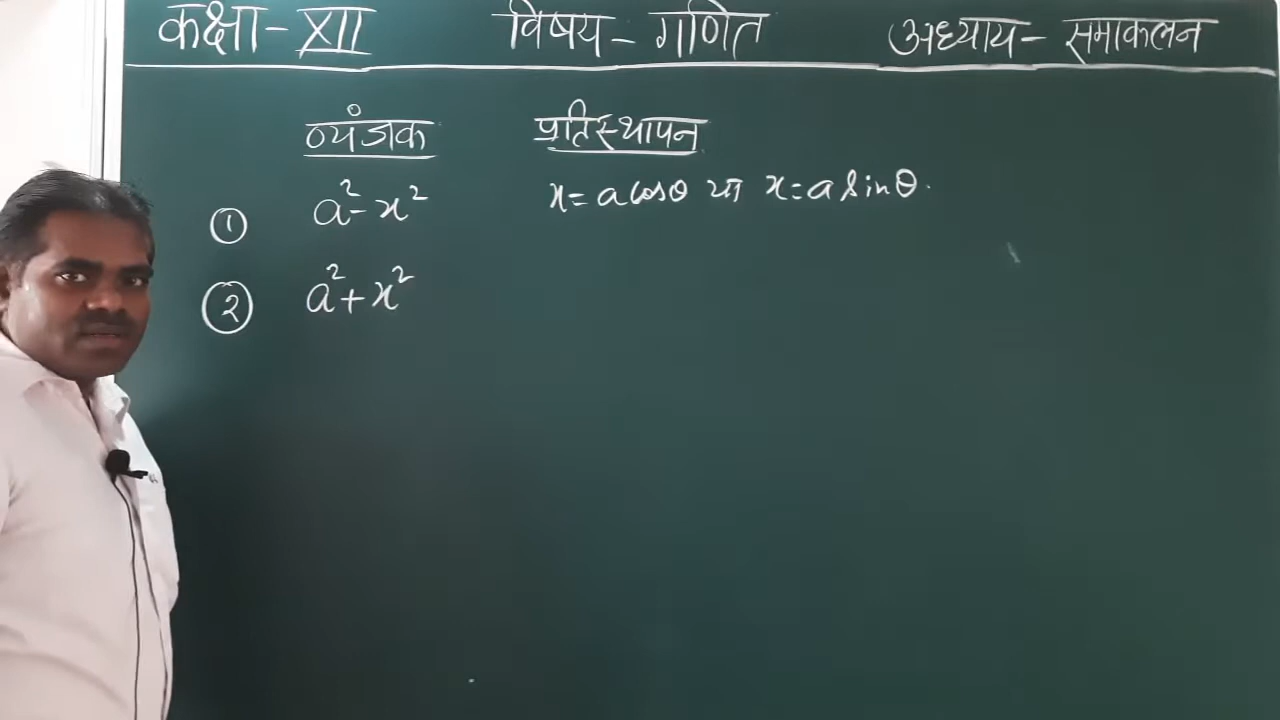 कक्षा - XII विषय - गणित अध्याय - समाकलन
व्यंजक प्रतिस्थापन
① a² - x² x = a cosθ या x = a sinθ.
② a² + x²